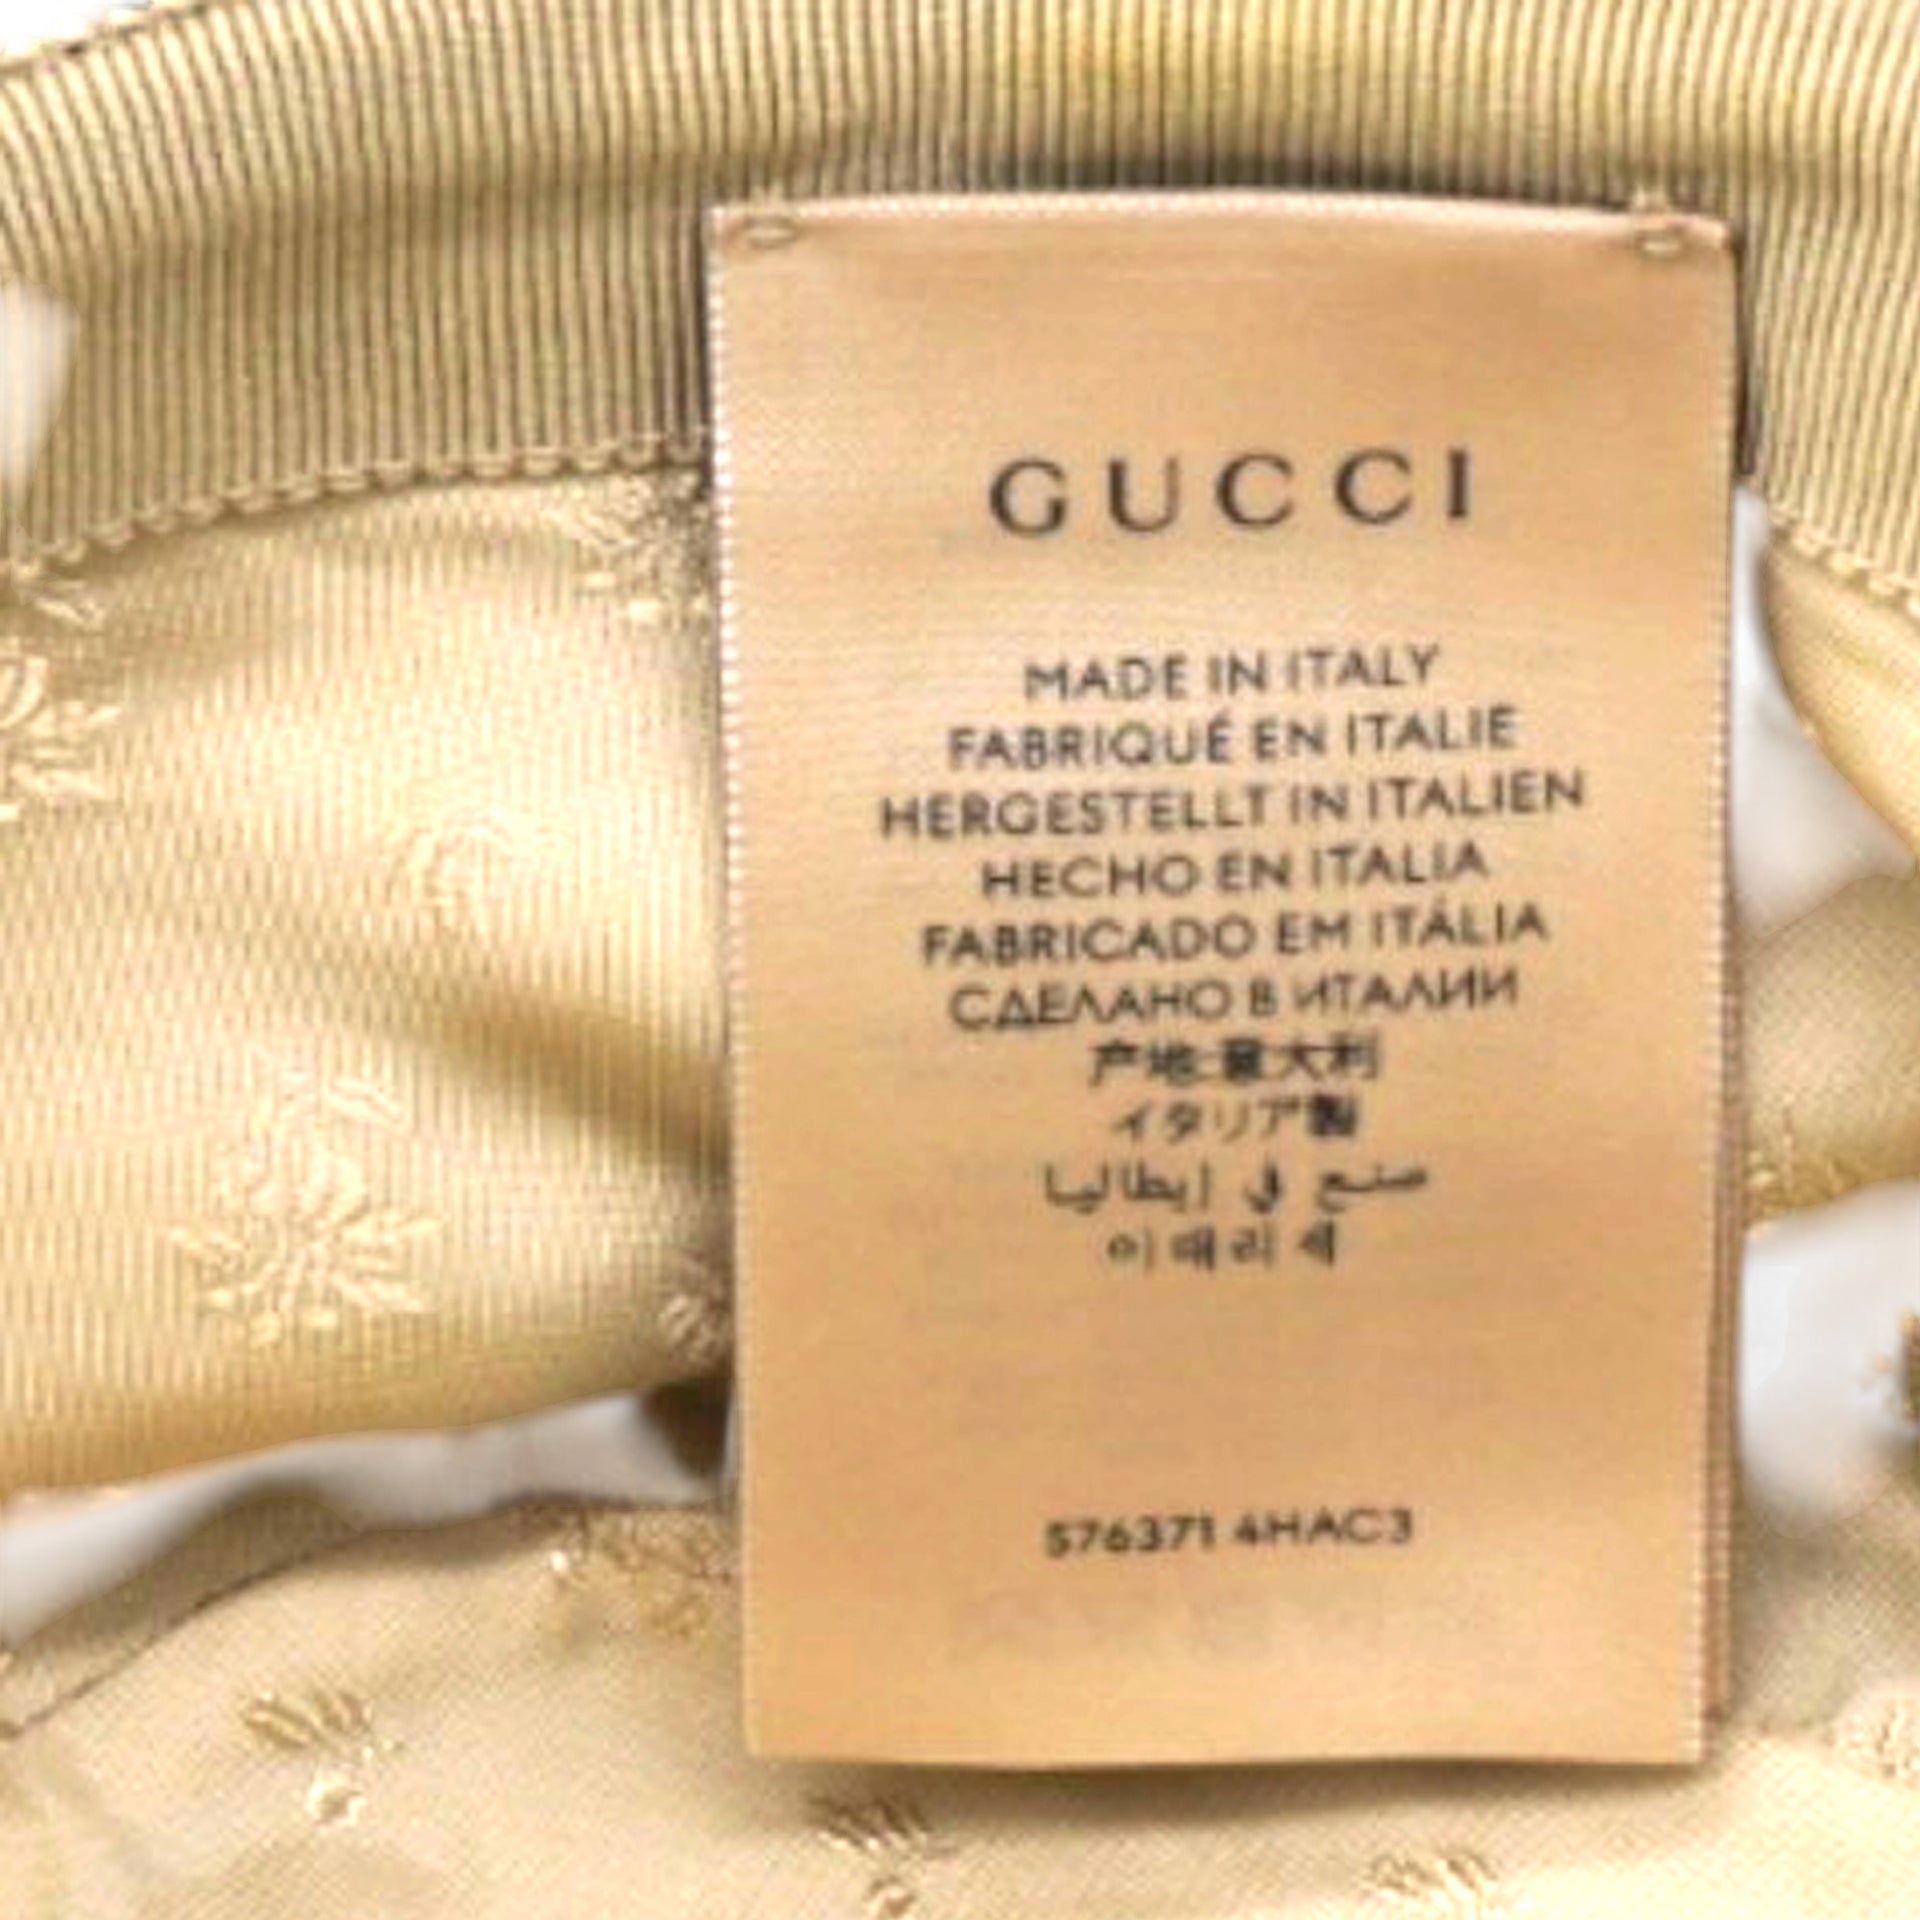 GUCCI
MADE IN ITALY
FABRIQUÉ EN ITALIE
HERGESTELLT IN ITALIEN
HECHO EN ITALIA
FABRICADO EM ITÁLIA
СДЕЛАНО В ИТАЛИИ
产地:意大利
イタリア製
صنع في إيطاليا
이태리제
576371 4HAC3